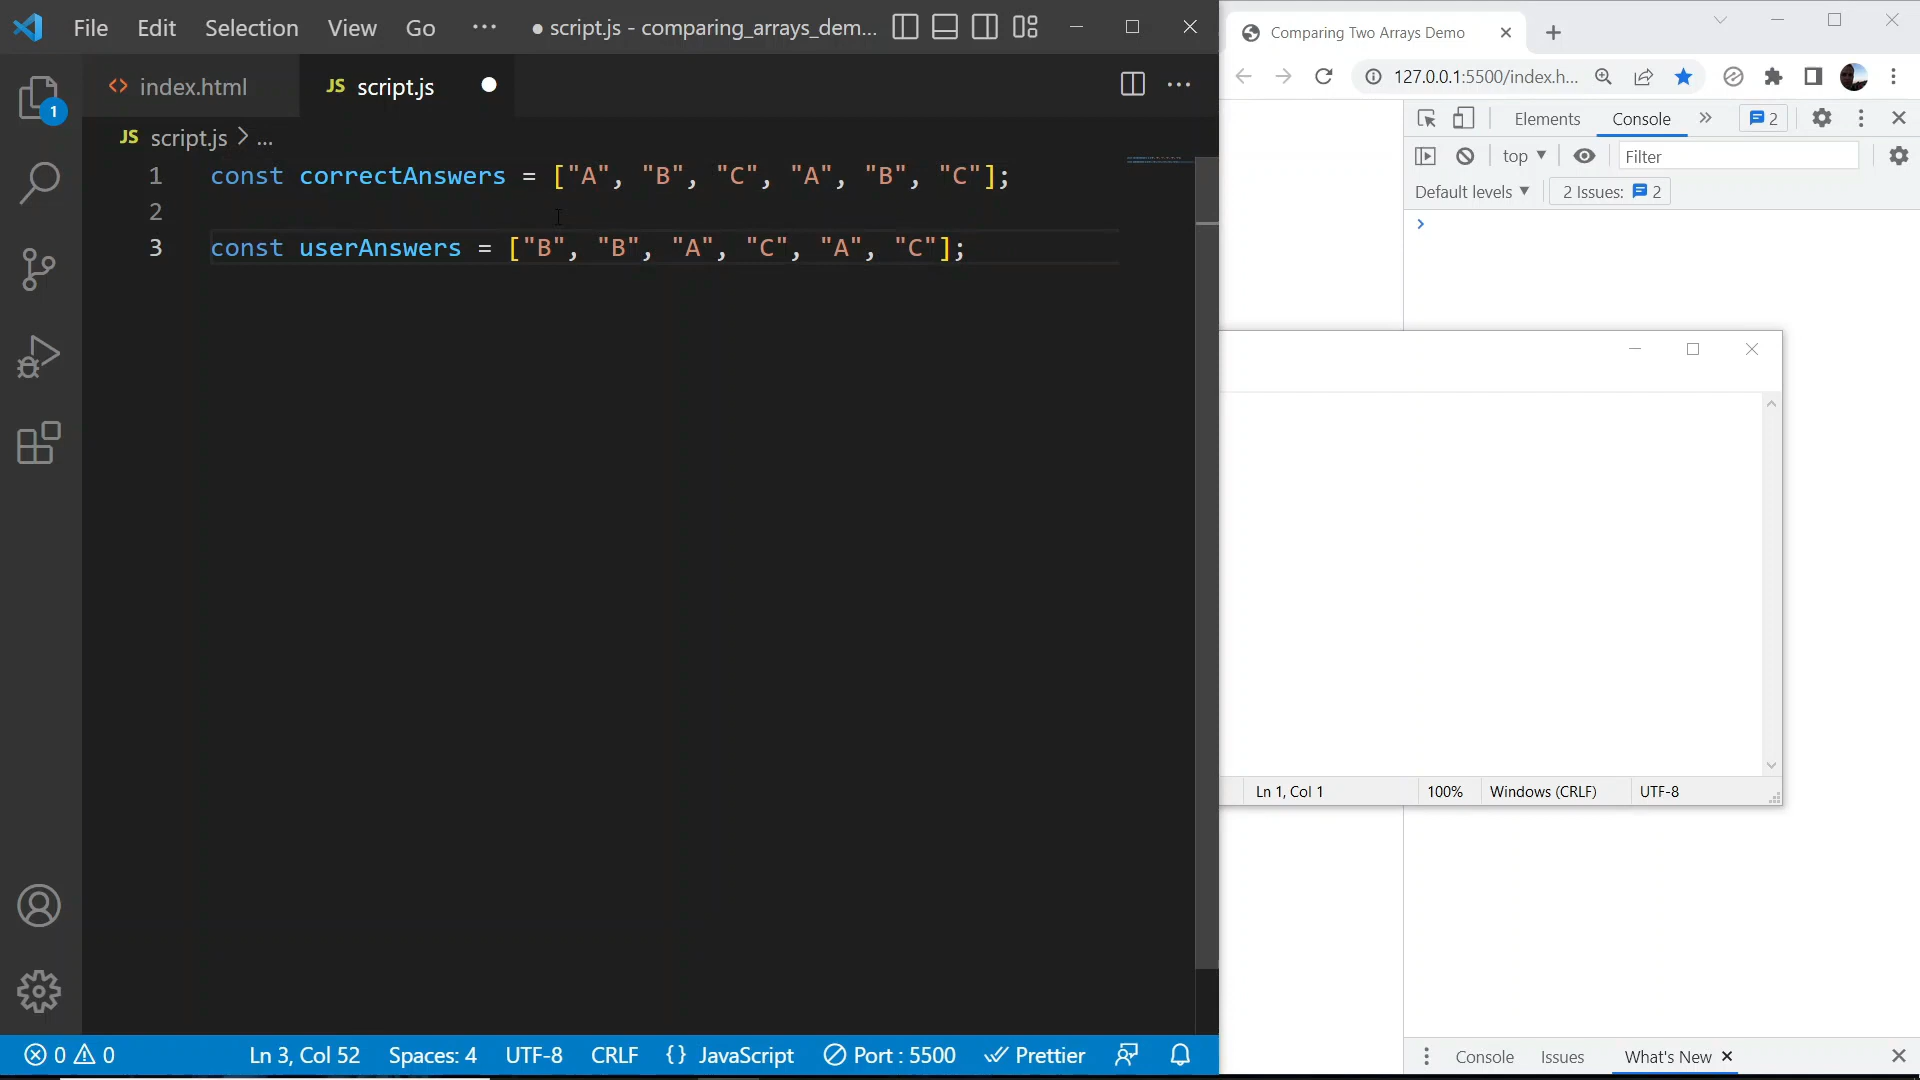 File Edit Selection View Go ··· ● script.js - comparing_arrays_dem...
index.html
JS script.js
JS script.js > ...
1 const correctAnswers = ["A", "B", "C", "A", "B", "C"];
2
3 const userAnswers = ["B", "B", "A", "C", "A", "C"];
1
0 0 Ln 3, Col 52 Spaces: 4 UTF-8 CRLF {} JavaScript Port : 5500 Prettier
Comparing Two Arrays Demo
127.0.0.1:5500/index.h...
Elements Console 2
top Filter
Default levels 2 Issues: 2
Ln 1, Col 1 100% Windows (CRLF) UTF-8
Console Issues What's New